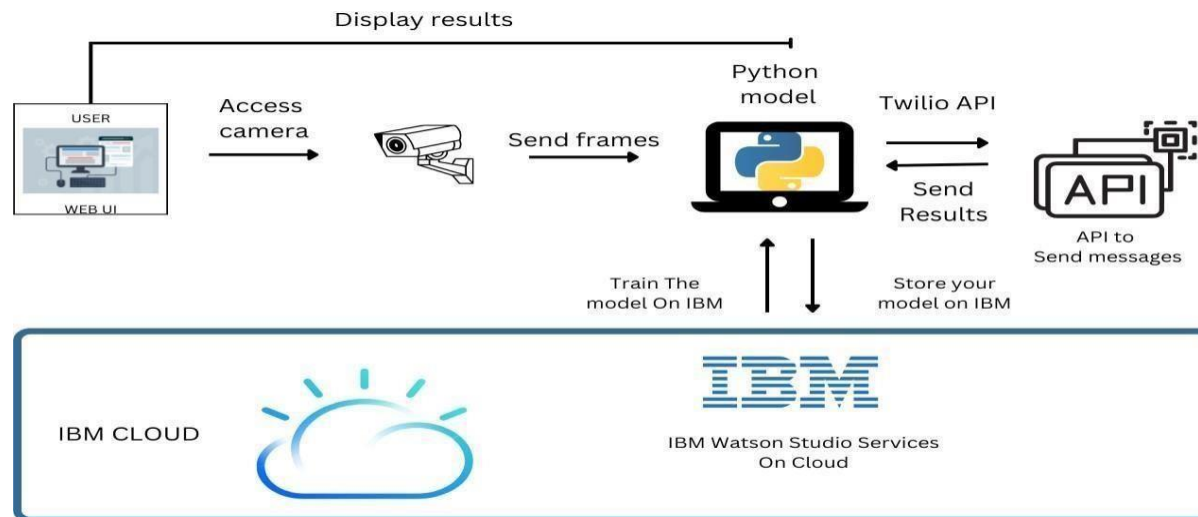 Display results
USER
WEB UI
Access
camera
Send frames
Python
model
Twilio API
Send
Results
API
API to
Send messages
Train The
model On IBM
Store your
model on IBM
IBM CLOUD
IBM
IBM Watson Studio Services
On Cloud